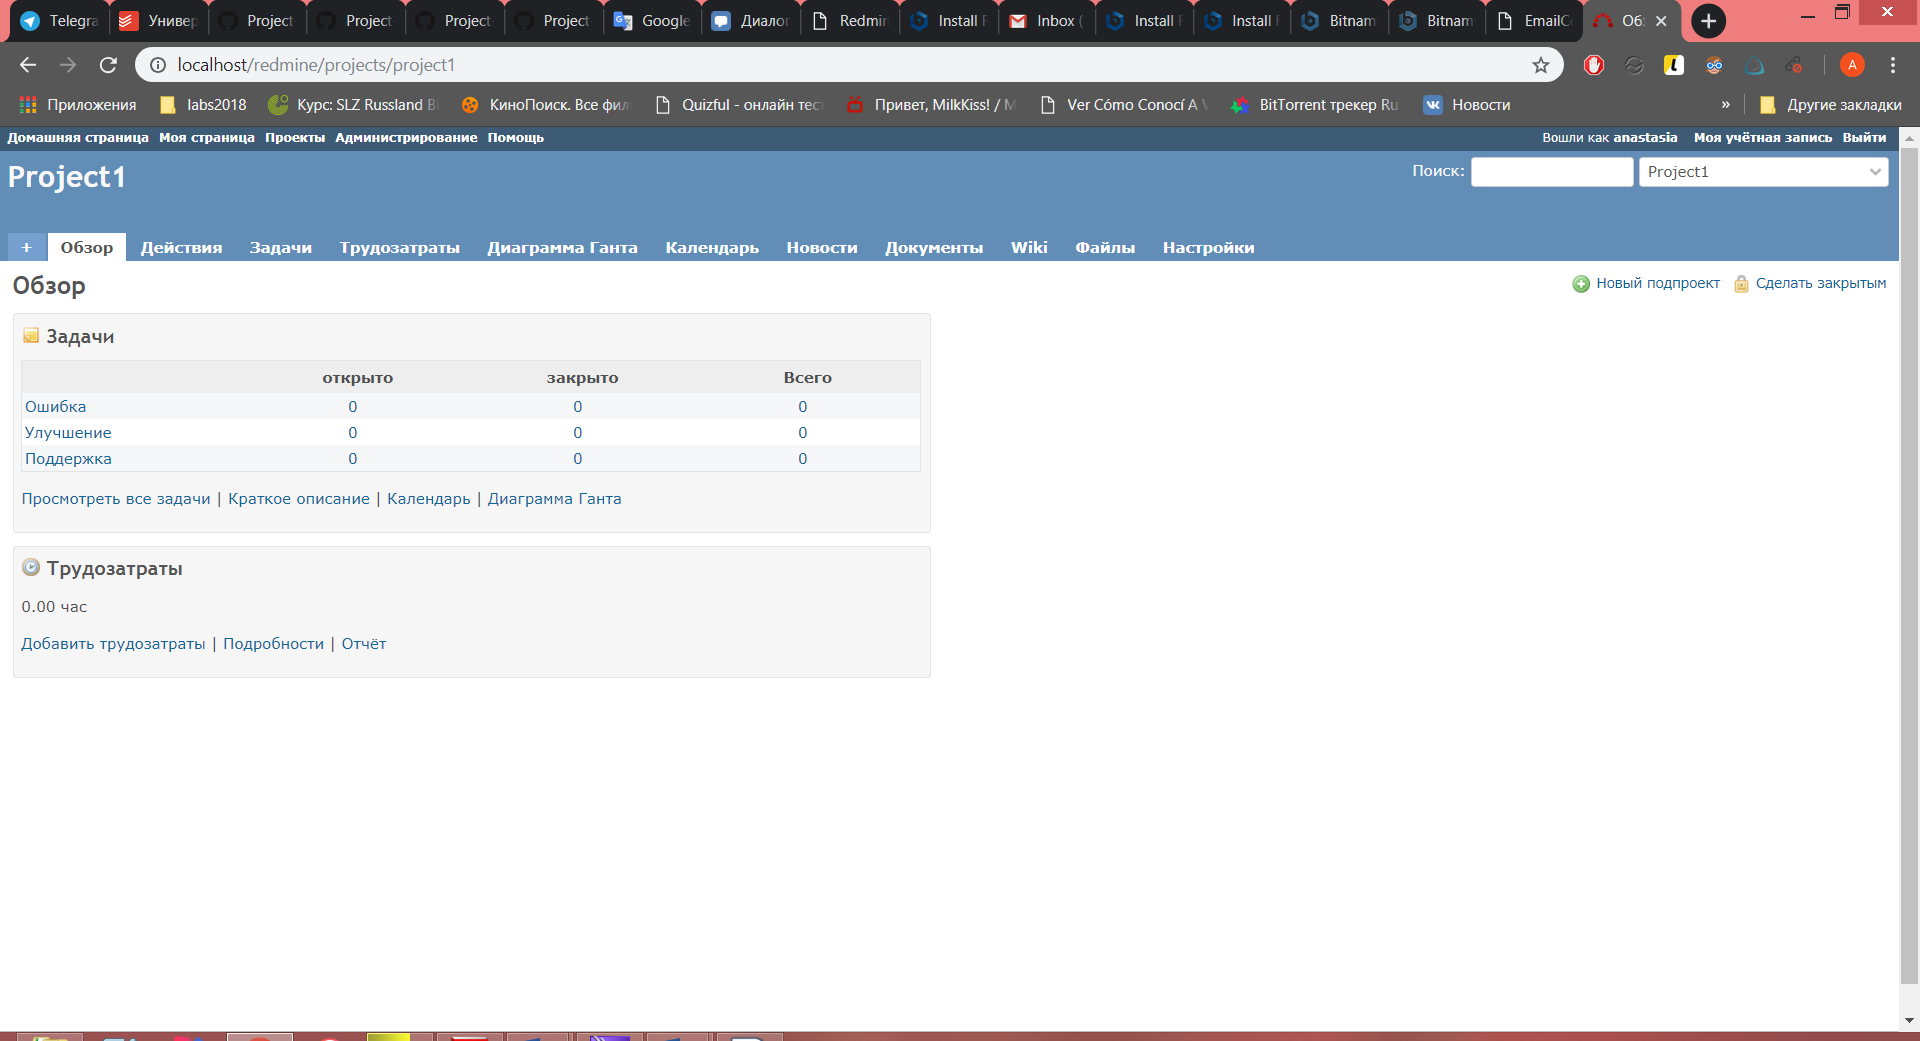 Telegra Универ Project Project Project Project Google Диалог Redmin Install Inbox ( Install Install Bitnam Bitnam EmailCo Об
localhost/redmine/projects/project1 A
Приложения labs2018 Курс: SLZ Russland КиноПоиск. Все фил Quizful - онлайн тест Привет, MilkKiss! / M Ver Cómo Conocí A V BitTorrent трекер Ru Новости » Другие закладки
Домашняя страница Моя страница Проекты Администрирование Помощь Вошли как anastasia Моя учётная запись Выйти
Project1 Поиск: Project1
+ Обзор Действия Задачи Трудозатраты Диаграмма Ганта Календарь Новости Документы Wiki Файлы Настройки
Обзор Новый подпроект Сделать закрытым
Задачи
открыто закрыто Всего
Ошибка 0 0 0
Улучшение 0 0 0
Поддержка 0 0 0
Просмотреть все задачи | Краткое описание | Календарь | Диаграмма Ганта
Трудозатраты
0.00 час
Добавить трудозатраты | Подробности | Отчёт